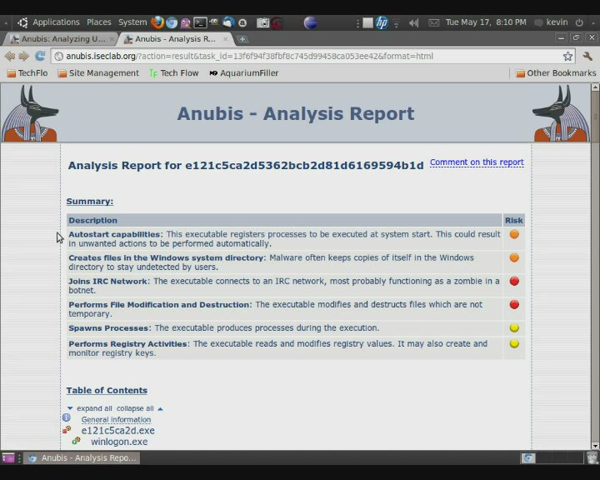 Applications Places System Tue May 17, 8:10 PM kevin
Anubis: Analyzing U... Anubis - Analysis R...
anubis.iseclab.org/?action=result&task_id=13f6f94f38fbf8c745d99458ca053ee42&format=html
TechFlo Site Management Tech Flow AquariumFiller Other Bookmarks
Anubis - Analysis Report
Analysis Report for e121c5ca2d5362bcb2d81d6169594b1d Comment on this report
Summary:
Description Risk
Autostart capabilities: This executable registers processes to be executed at system start. This could result
in unwanted actions to be performed automatically.
Creates files in the Windows system directory: Malware often keeps copies of itself in the Windows
directory to stay undetected by users.
Joins IRC Network: The executable connects to an IRC network, most probably functioning as a zombie in a
botnet.
Performs File Modification and Destruction: The executable modifies and destructs files which are not
temporary.
Spawns Processes: The executable produces processes during the execution.
Performs Registry Activities: The executable reads and modifies registry values. It may also create and
monitor registry keys.
Table of Contents
expand all collapse all
General information
e121c5ca2d.exe
winlogon.exe
Anubis - Analysis Repo...